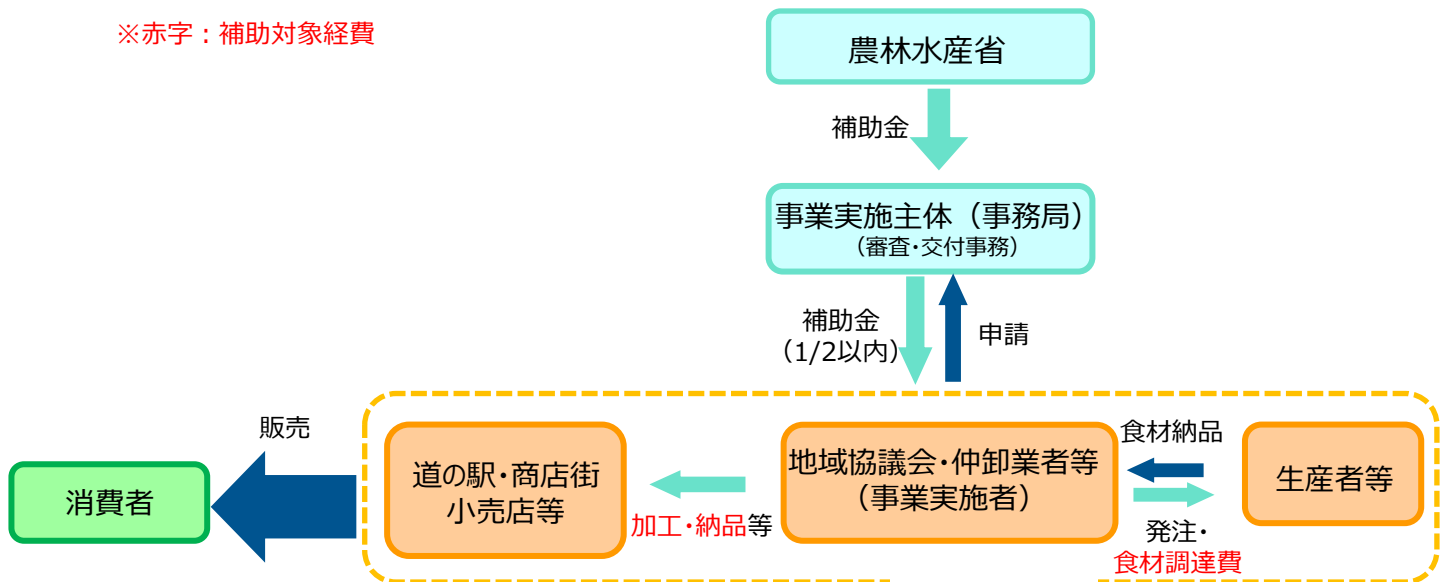 ※赤字：補助対象経費
農林水産省
補助金
事業実施主体（事務局）
（審査・交付事務）
補助金
（1/2以内）
申請
販売
消費者
道の駅・商店街
小売店等
加工・納品等
地域協議会・仲卸業者等
（事業実施者）
食材納品
発注・
食材調達費
生産者等